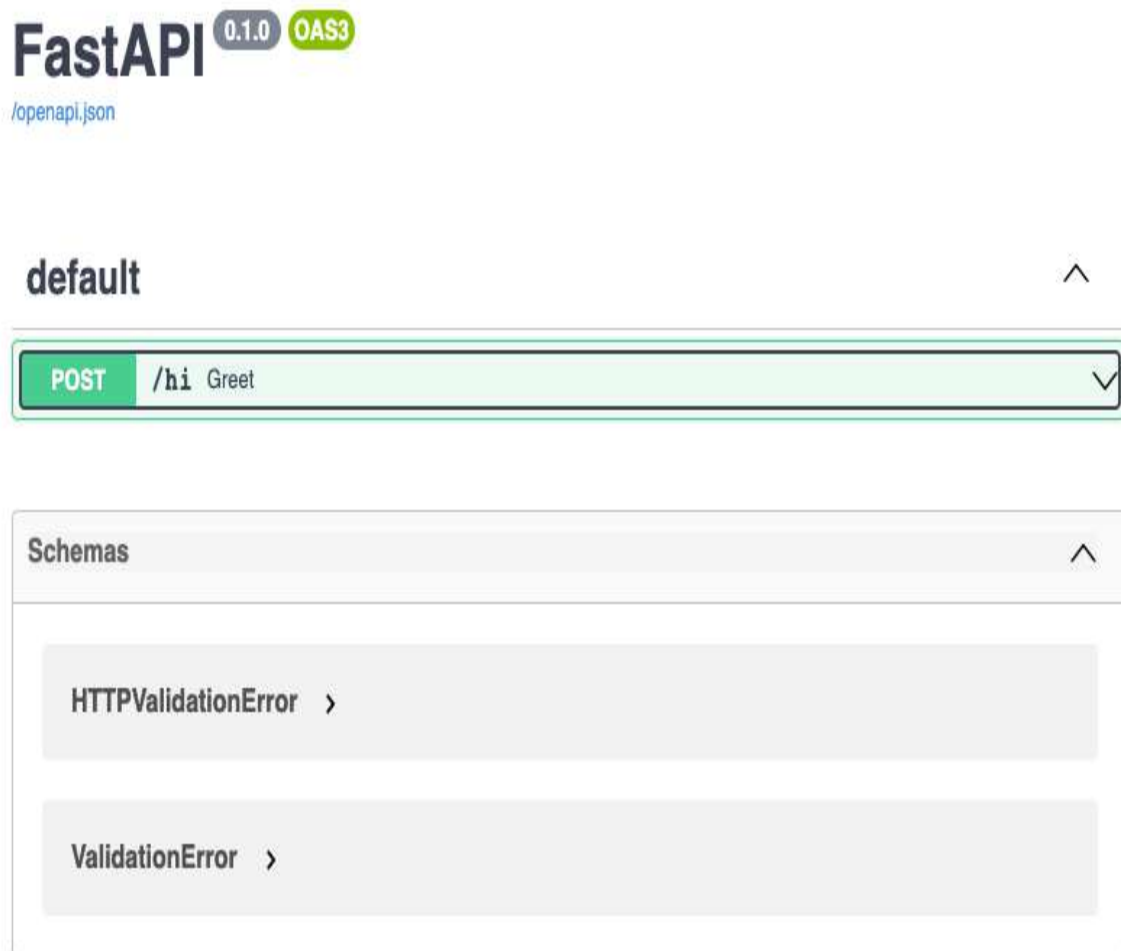 FastAPI 0.1.0 OAS3
/openapi.json
default
POST /hi Greet
Schemas
HTTPValidationError
ValidationError